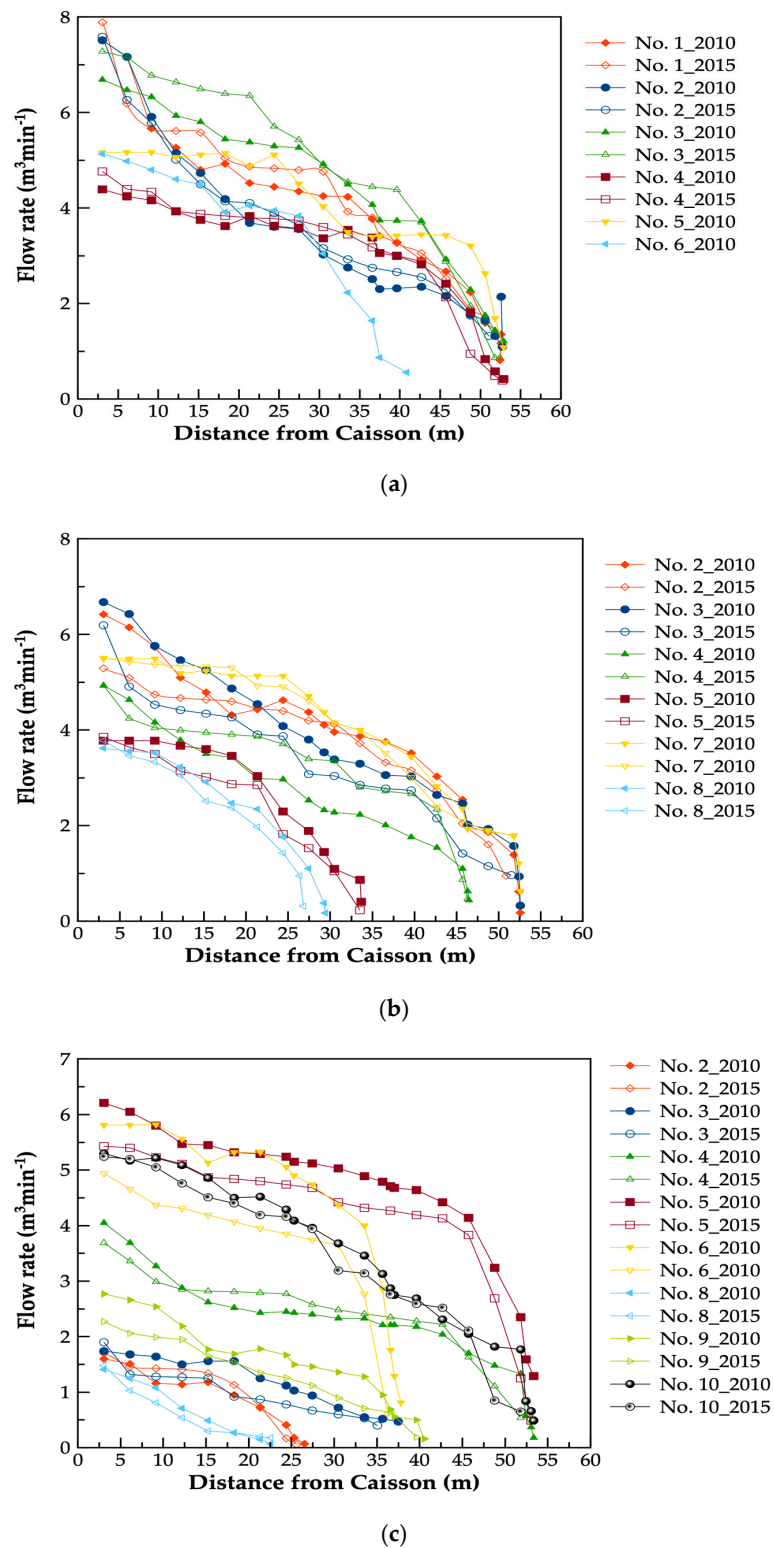 8
6
4
2
0
Flow rate (m³min⁻¹)
0 5 10 15 20 25 30 35 40 45 50 55 60
Distance from Caisson (m)
No. 1_2010
No. 1_2015
No. 2_2010
No. 2_2015
No. 3_2010
No. 3_2015
No. 4_2010
No. 4_2015
No. 5_2010
No. 6_2010
(a)
8
6
4
2
0
Flow rate (m³min⁻¹)
0 5 10 15 20 25 30 35 40 45 50 55 60
Distance from Caisson (m)
No. 2_2010
No. 2_2015
No. 3_2010
No. 3_2015
No. 4_2010
No. 4_2015
No. 5_2010
No. 5_2015
No. 7_2010
No. 7_2010
No. 8_2010
No. 8_2015
(b)
7
6
5
4
3
2
1
0
Flow rate (m³min⁻¹)
0 5 10 15 20 25 30 35 40 45 50 55 60
Distance from Caisson (m)
No. 2_2010
No. 2_2015
No. 3_2010
No. 3_2015
No. 4_2010
No. 4_2015
No. 5_2010
No. 5_2015
No. 6_2010
No. 6_2010
No. 8_2010
No. 8_2015
No. 9_2010
No. 9_2015
No. 10_2010
No. 10_2015
(c)